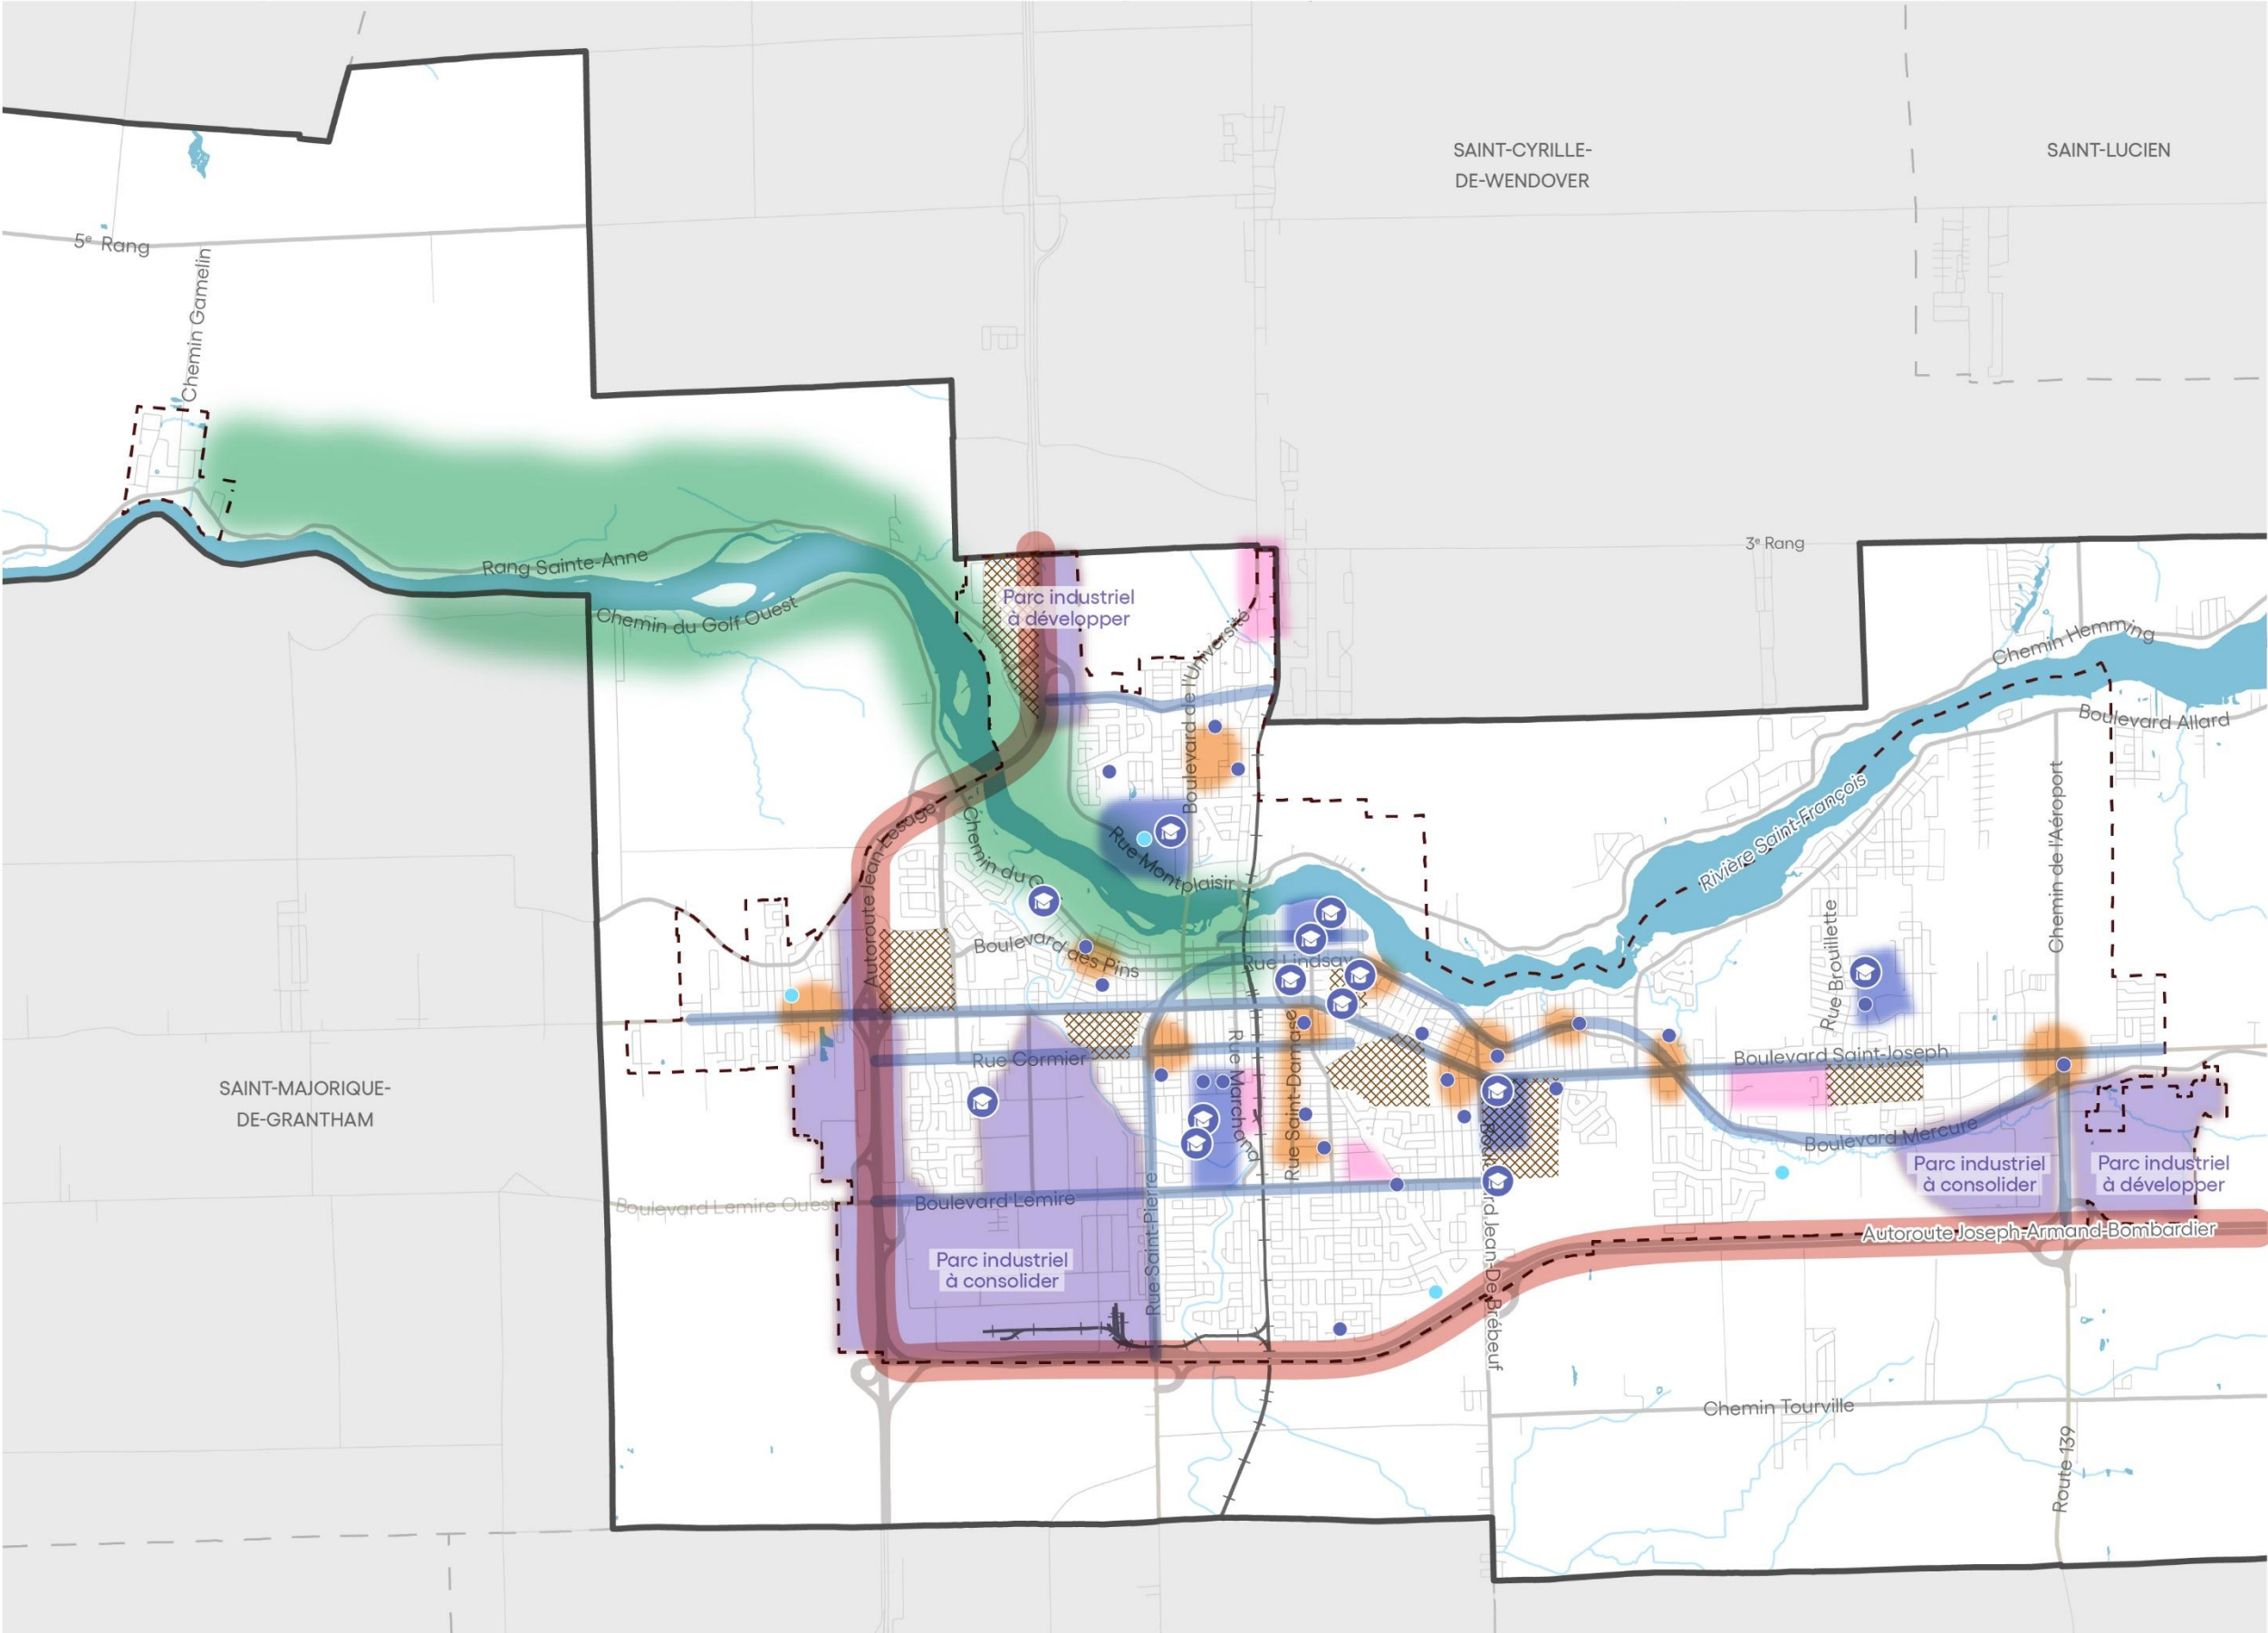 SAINT-CYRILLE-
DE-WENDOVER
SAINT-LUCIEN
5e Rang
Chemin Gamelin
3e Rang
Rang Sainte-Anne
Chemin du Golf Ouest
Parc industriel
à développer
Boulevard de l'Université
Chemin Hemming
Boulevard Allard
Rivière Saint-François
Chemin de l'Aéroport
Autoroute Jean-Lesage
Chemin du G
Rue Montplaisir
Boulevard des Pins
Rue Lindsay
Rue Brouillette
Boulevard Saint-Joseph
Rue Cormier
Rue Marchand
Rue Saint-Damase
SAINT-MAJORIQUE-
DE-GRANTHAM
Boulevard Mercure
Parc industriel
à consolider
Parc industriel
à développer
Boulevard Lemire Ouest
Boulevard Lemire
Rue Saint-Pierre
Boulevard Jean-De Brébeuf
Autoroute Joseph-Armand-Bombardier
Parc industriel
à consolider
Chemin Tourville
Route 139